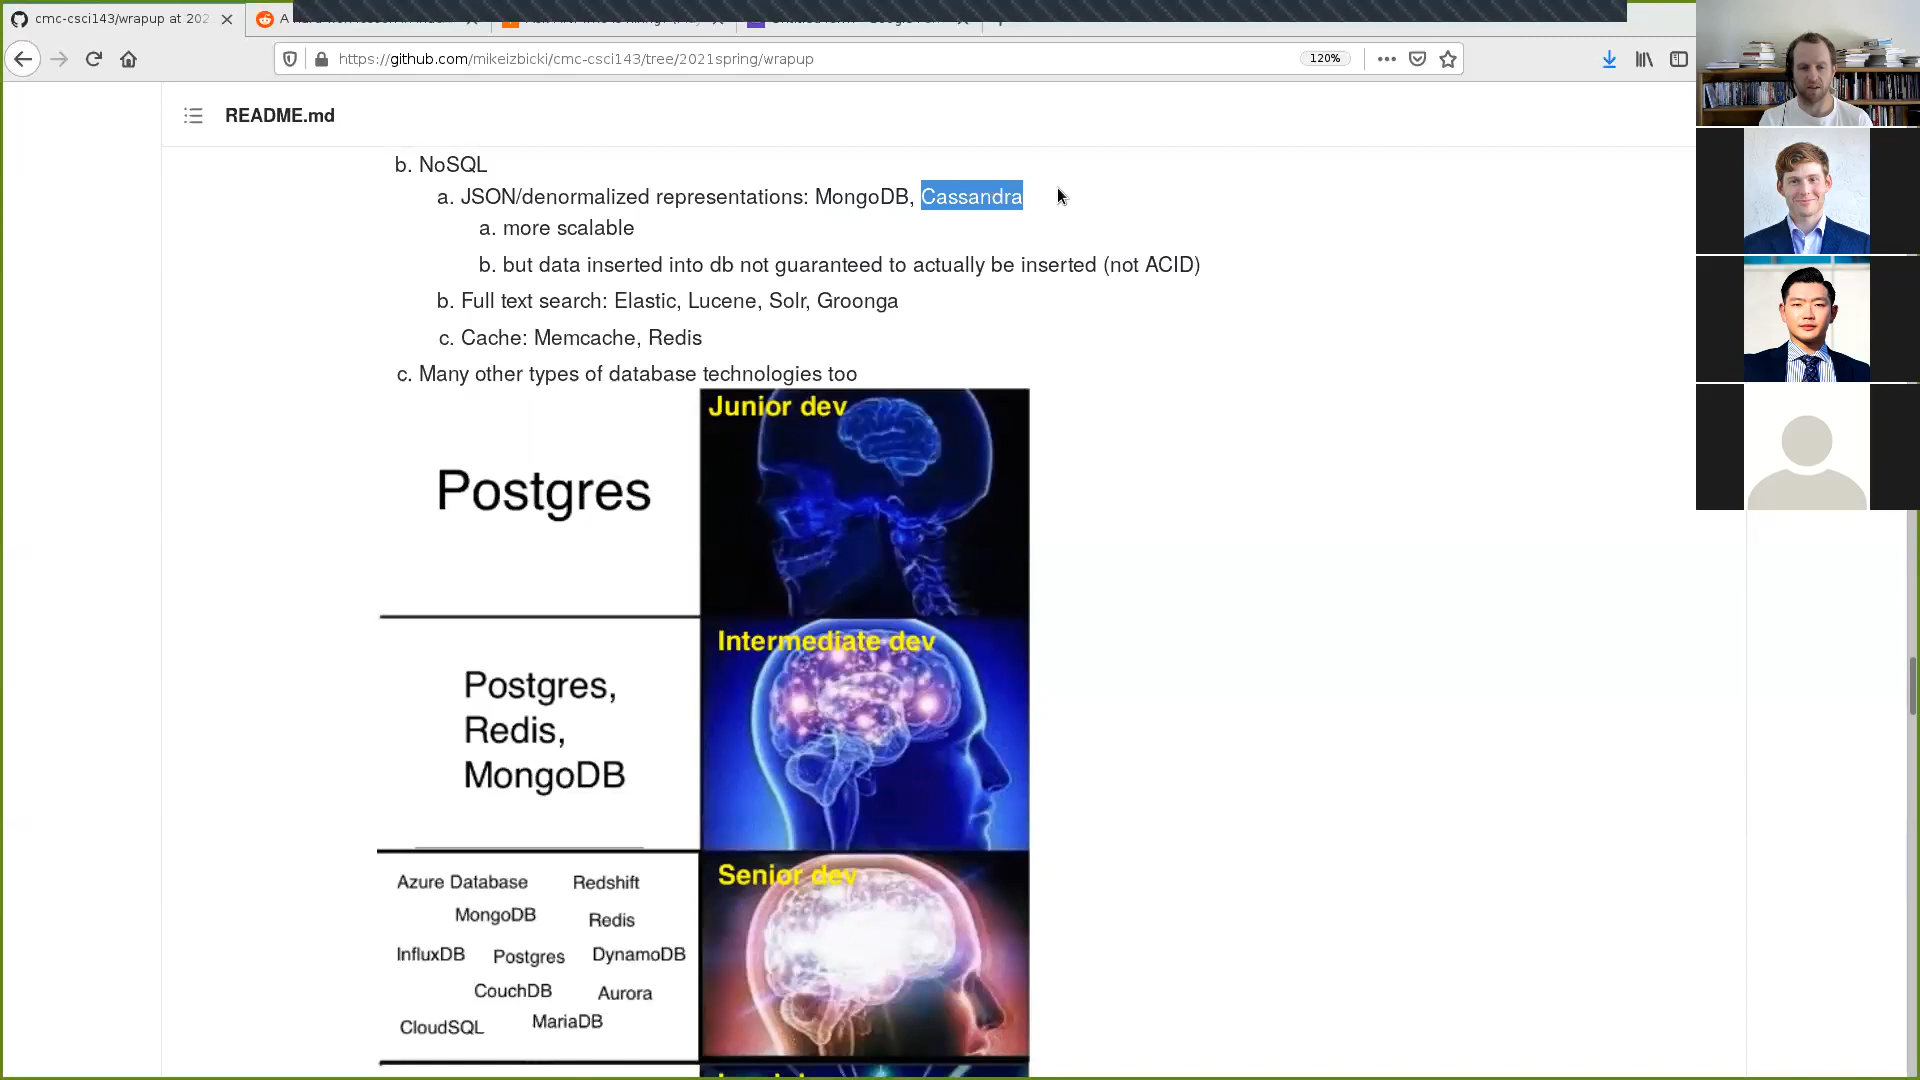 cmc-csci143/wrapup at 202
https://github.com/mikeizbicki/cmc-csci143/tree/2021spring/wrapup
120%
README.md
b. NoSQL
a. JSON/denormalized representations: MongoDB, Cassandra
a. more scalable
b. but data inserted into db not guaranteed to actually be inserted (not ACID)
b. Full text search: Elastic, Lucene, Solr, Groonga
c. Cache: Memcache, Redis
c. Many other types of database technologies too
Junior dev
Postgres
Intermediate dev
Postgres,
Redis,
MongoDB
Senior dev
Azure Database Redshift
MongoDB Redis
InfluxDB Postgres DynamoDB
CouchDB Aurora
CloudSQL MariaDB